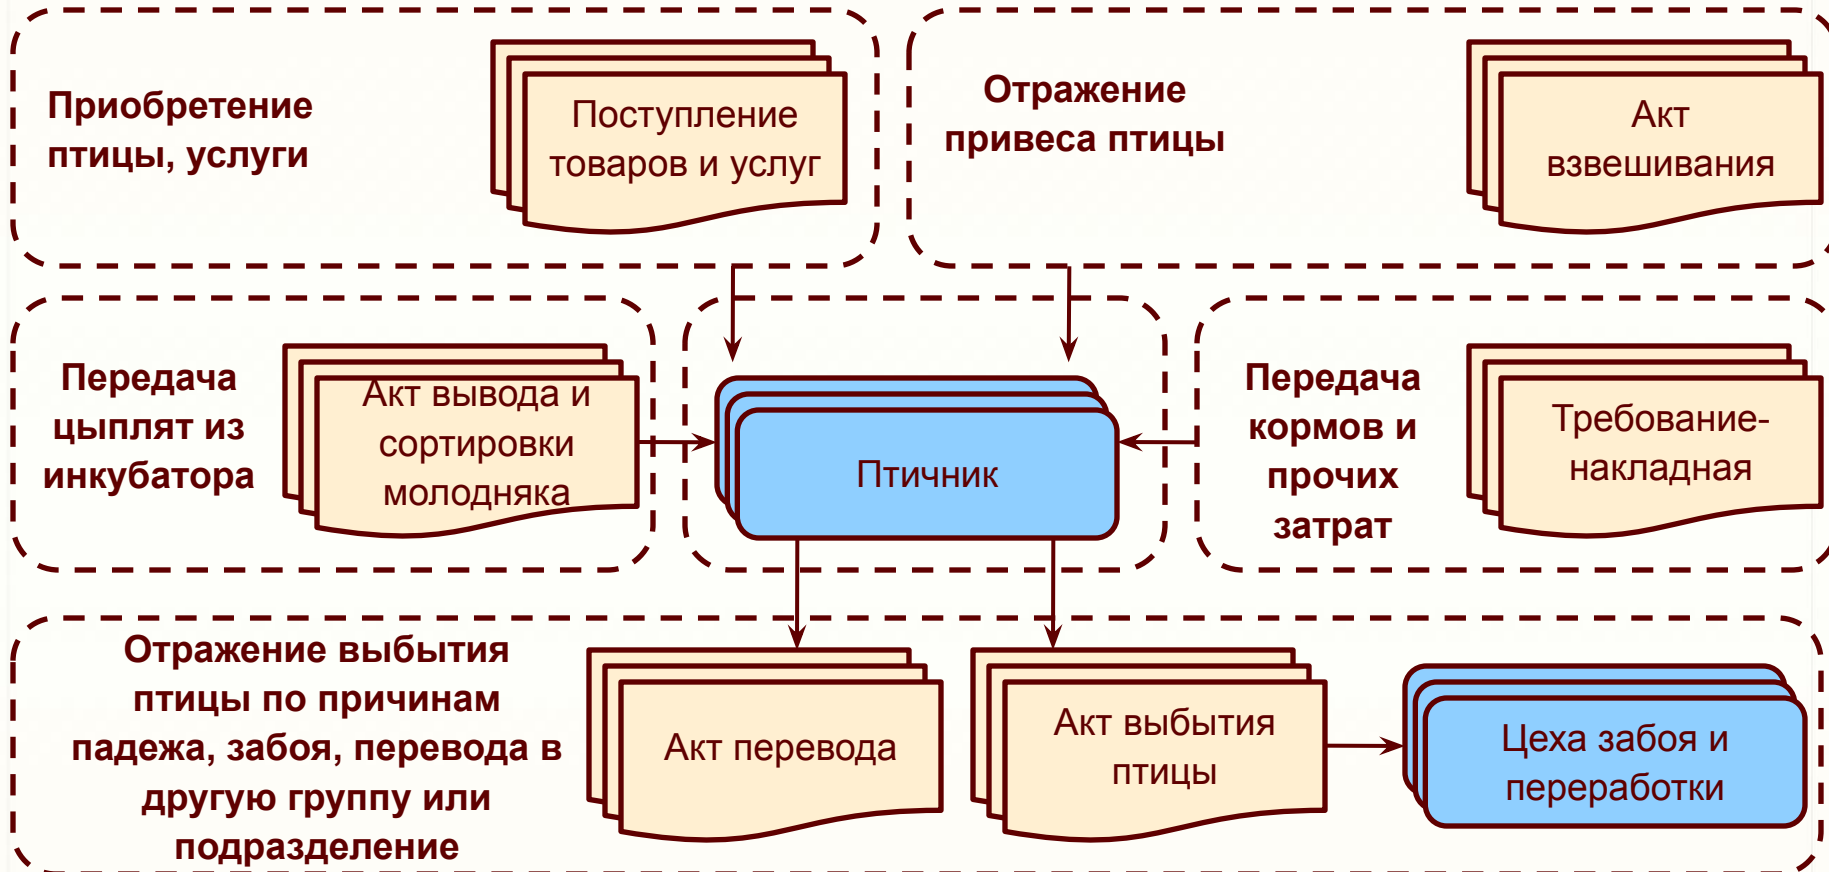 Приобретение
птицы, услуги
Поступление
товаров и услуг
Отражение
привеса птицы
Акт
взвешивания
Передача
цыплят из
инкубатора
Акт вывода и
сортировки
молодняка
Птичник
Передача
кормов и
прочих
затрат
Требование-
накладная
Отражение выбытия
птицы по причинам
падежа, забоя, перевода в
другую группу или
подразделение
Акт перевода
Акт выбытия
птицы
Цеха забоя и
переработки